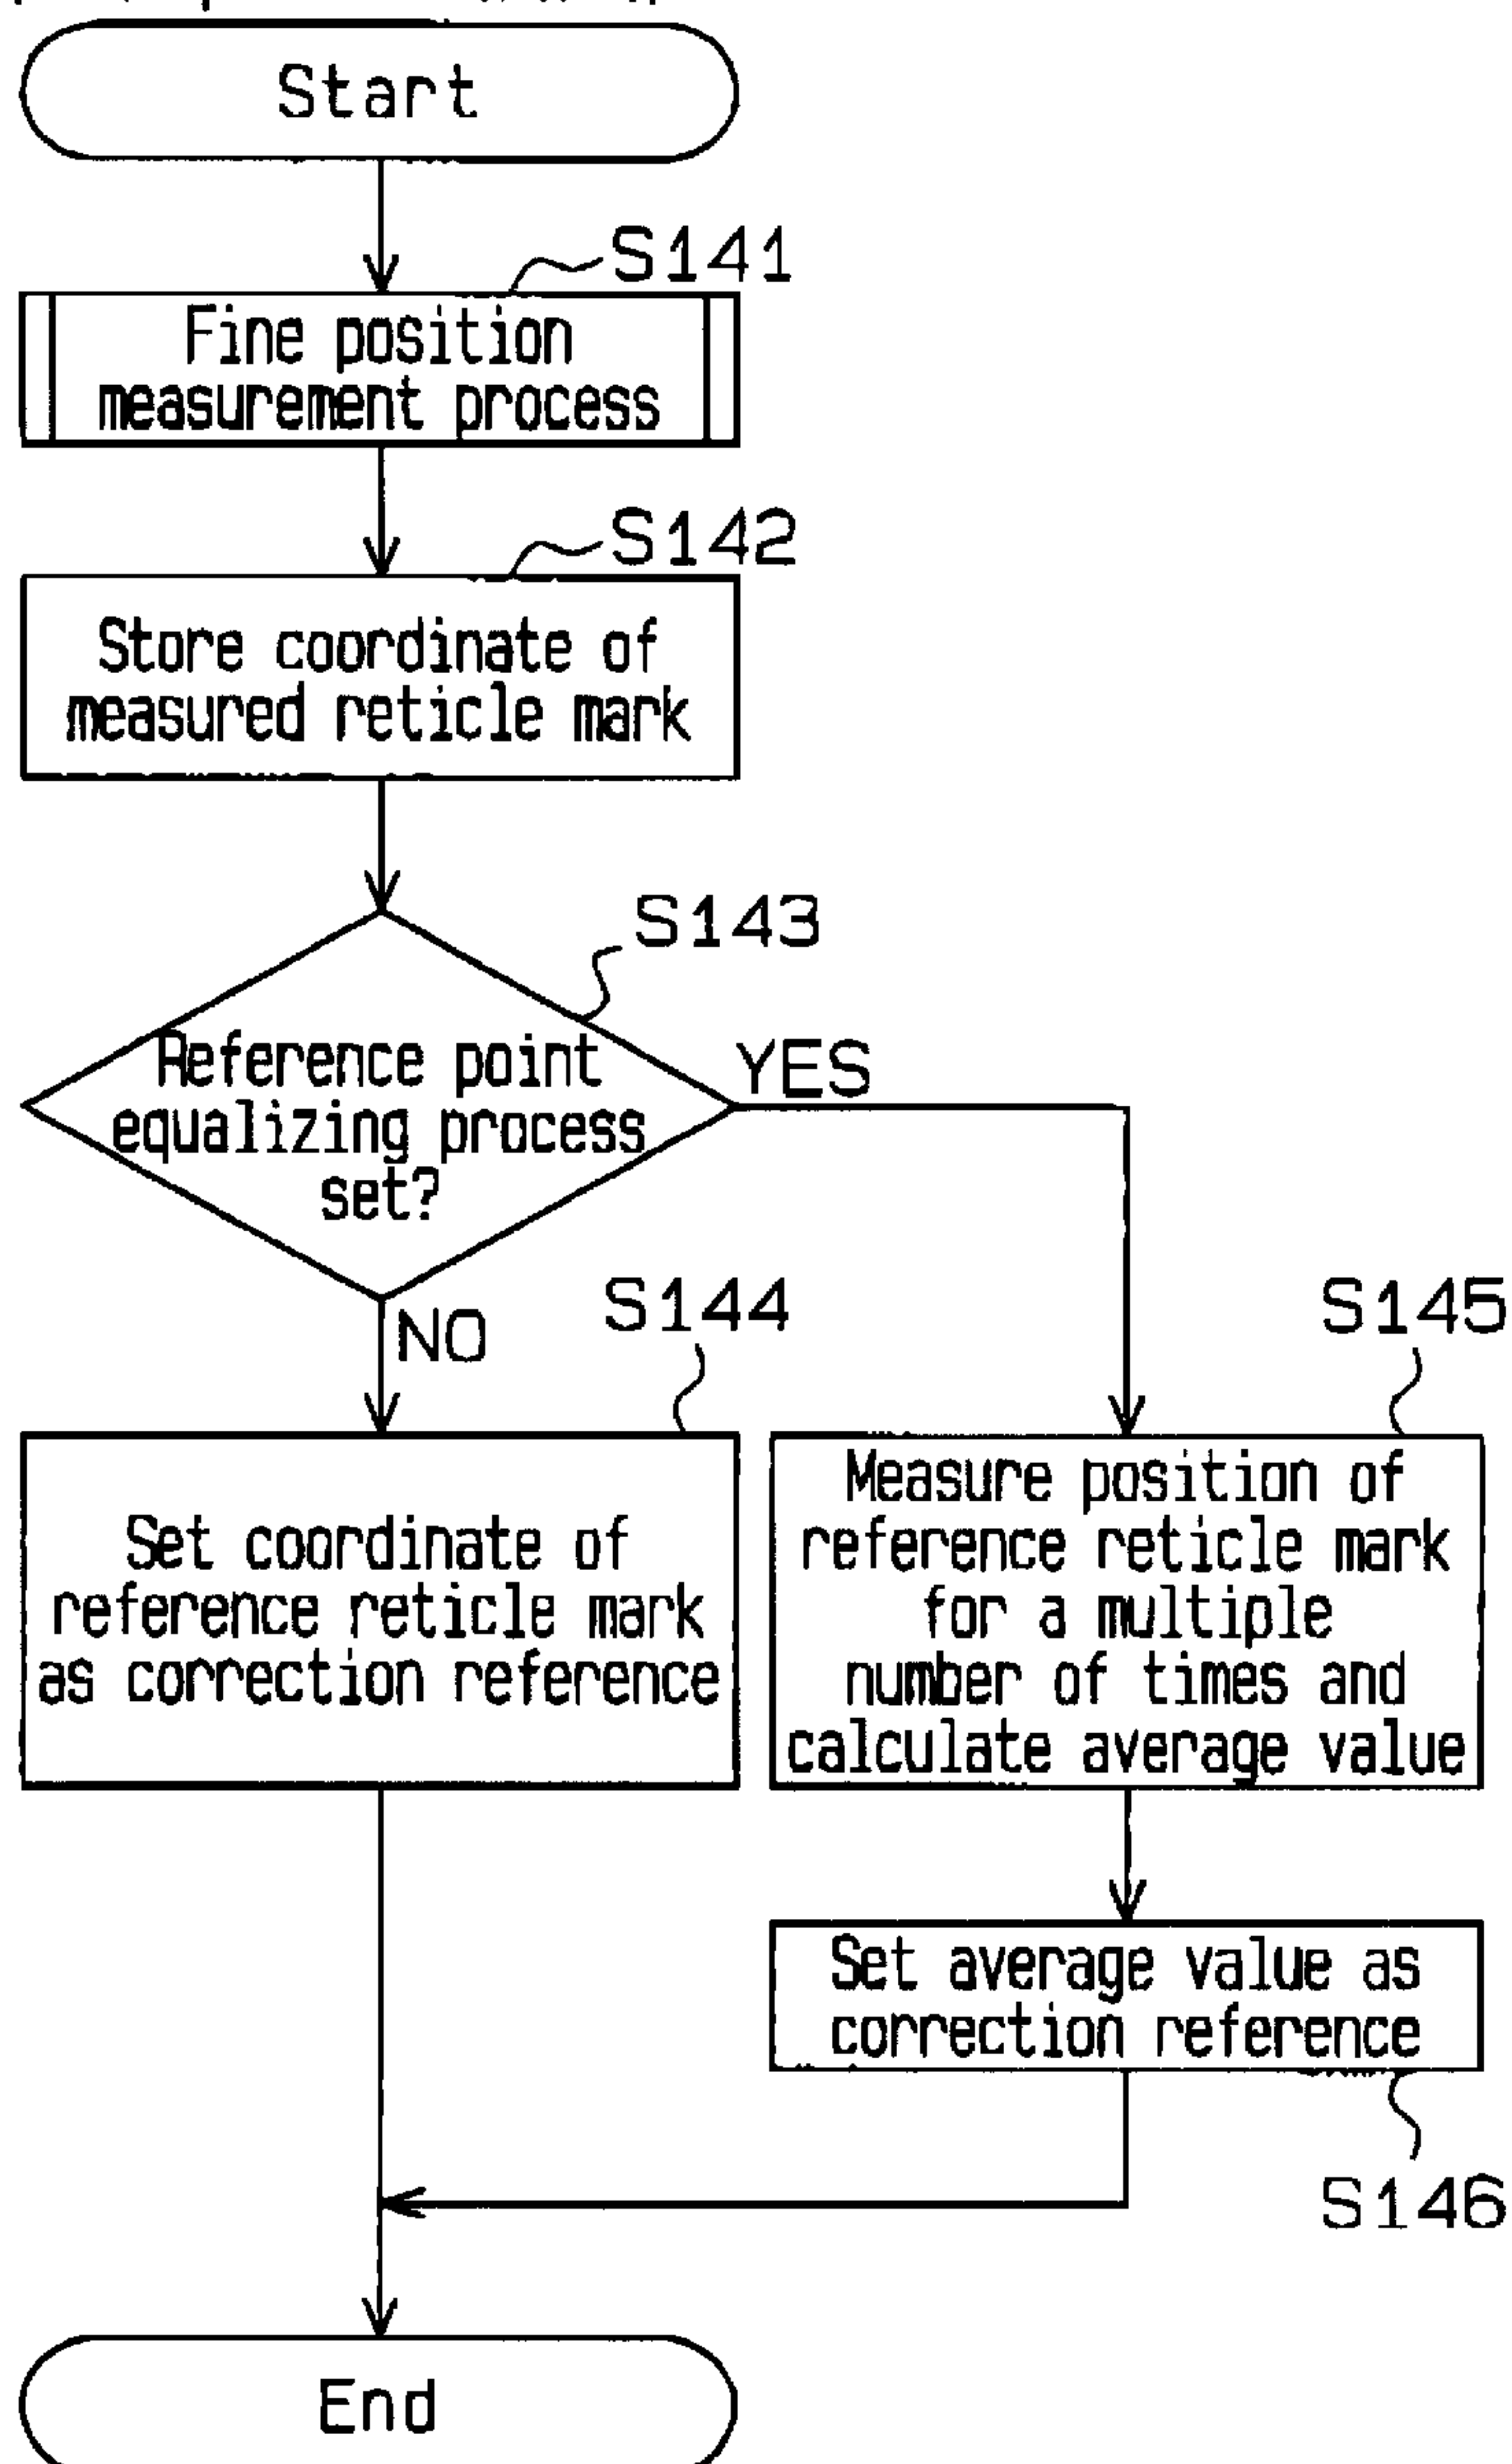 Start
S141
Fine position
measurement process
S142
Store coordinate of
measured reticle mark
S143
Reference point
equalizing process
set?
YES
NO
S144
S145
Set coordinate of
reference reticle mark
as correction reference
Measure position of
reference reticle mark
for a multiple
number of times and
calculate average value
Set average value as
correction reference
S146
End